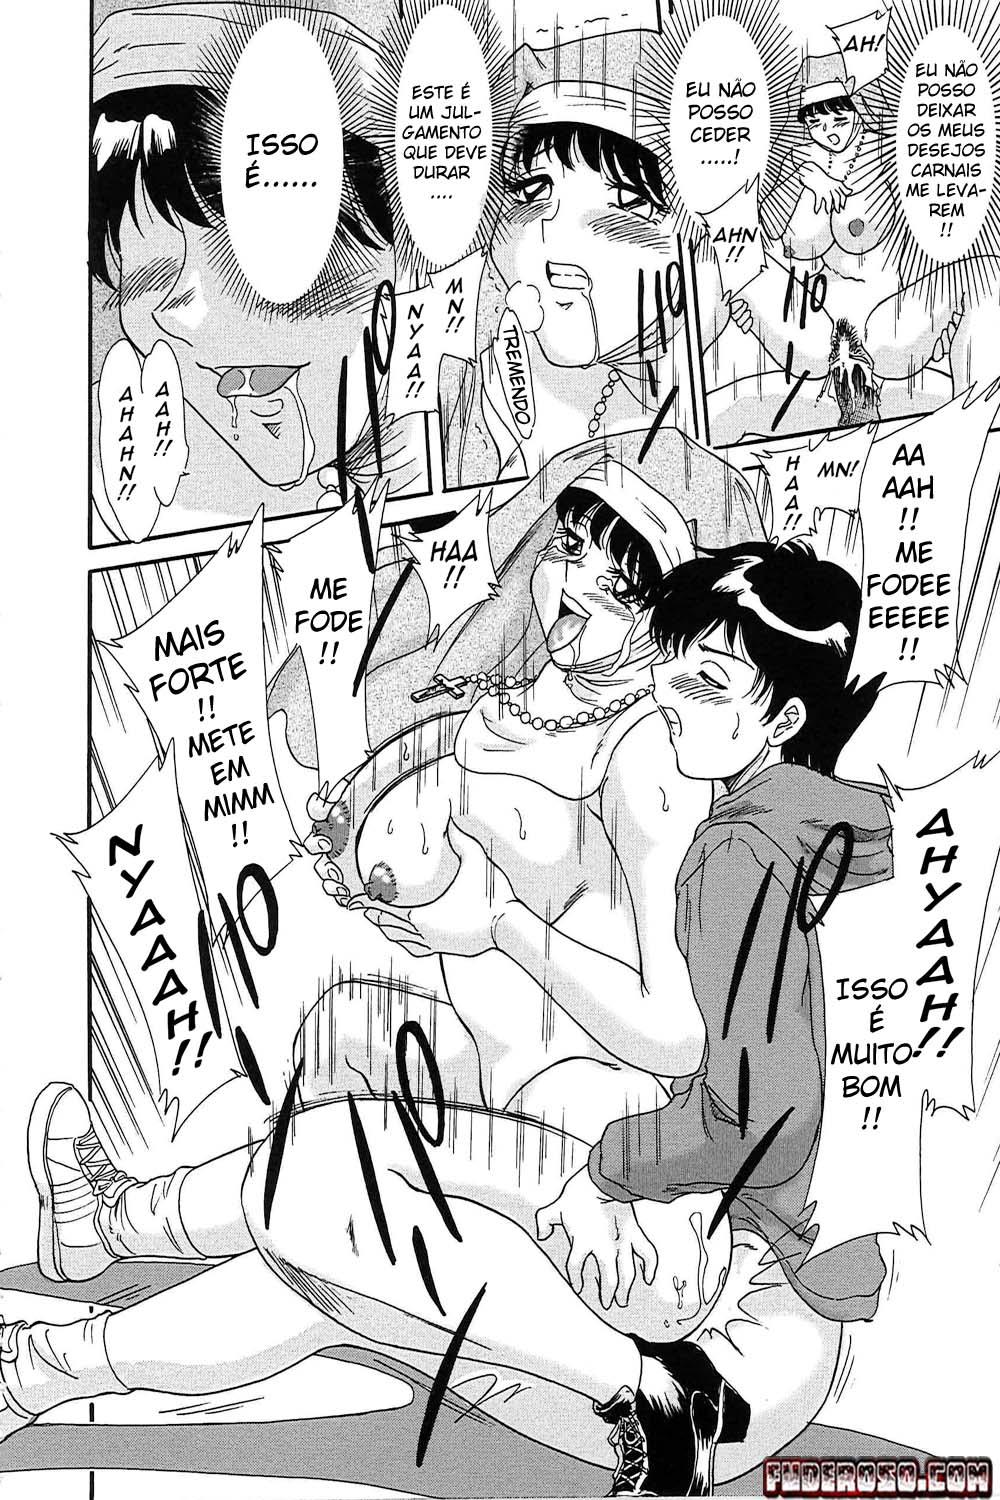 EU NÃO
POSSO
DEIXAR
OS MEUS
DESEJOS
CARNAIS
ME LEVA-
REM
!!
AH!
EU NÃO
POSSO
CEDER
.....!
AHN
!!
ESTE É
UM JUL-
GAMENTO
QUE DEVE
DURAR
....
MN!!
NYAA!!
TREMENDO
ISSO
É......
AAH!!
AHAHN!!
AA
AAH
!!
ME
FODEE
EEEEE
!!
MN!
HAA!!
HAA
!!
ME
FODE
!!
MAIS
FORTE
!!
METE
EM
MIMM
!!
NYAAAH!!
AHYAAH!!
ISSO
É
MUITO
BOM
!!
FUDEROSO.COM